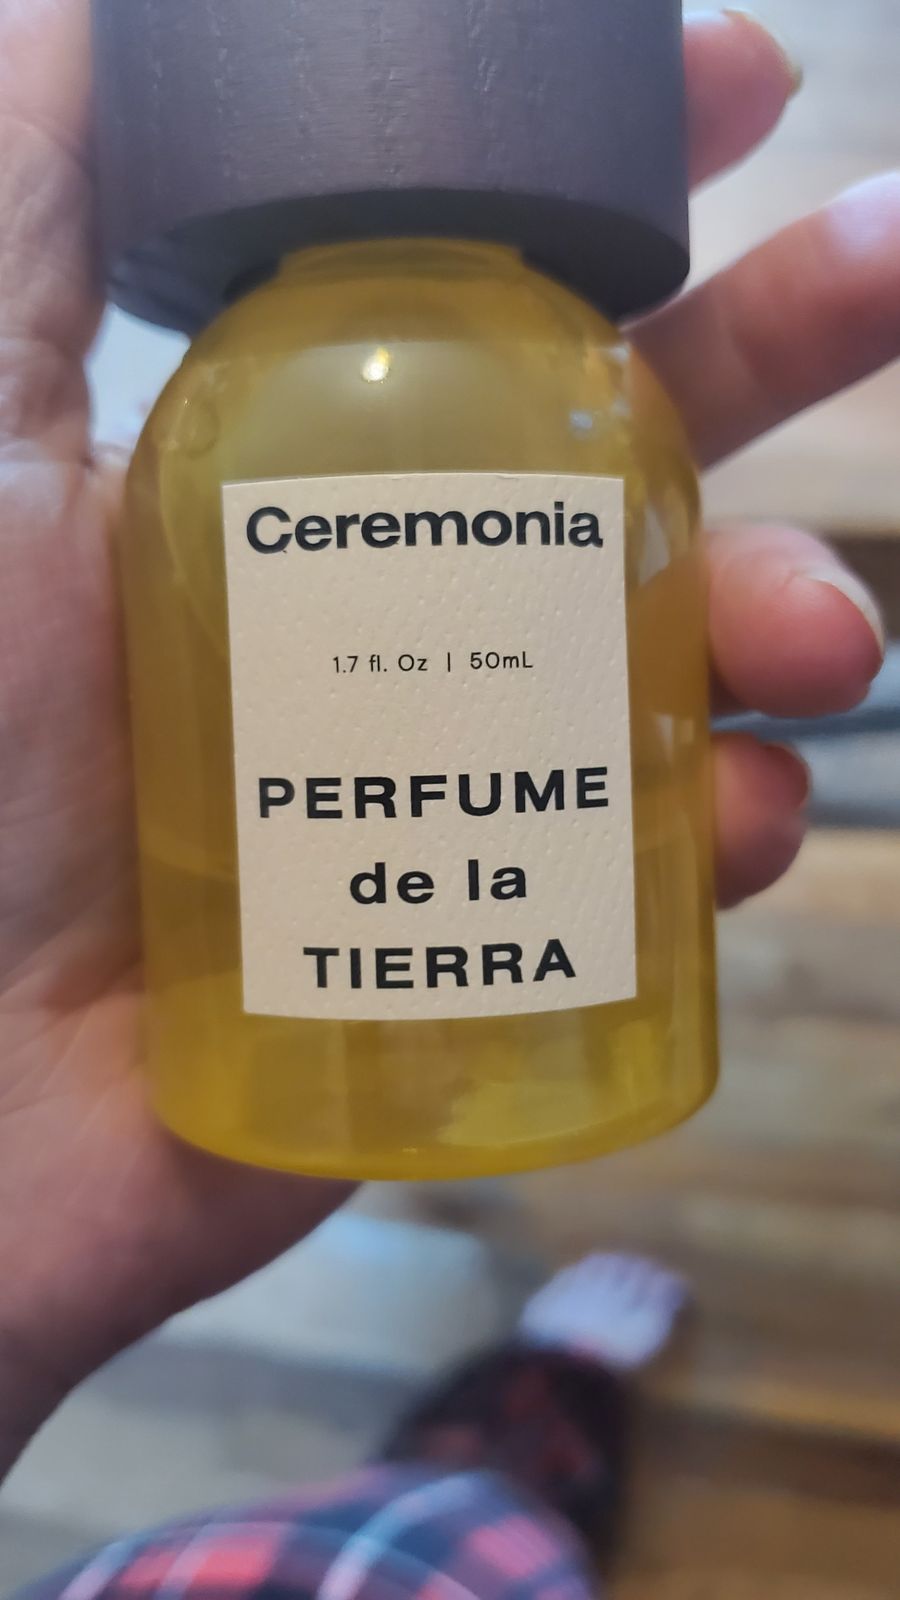 Ceremonia
1.7 fl. Oz | 50mL
PERFUME
de la
TIERRA